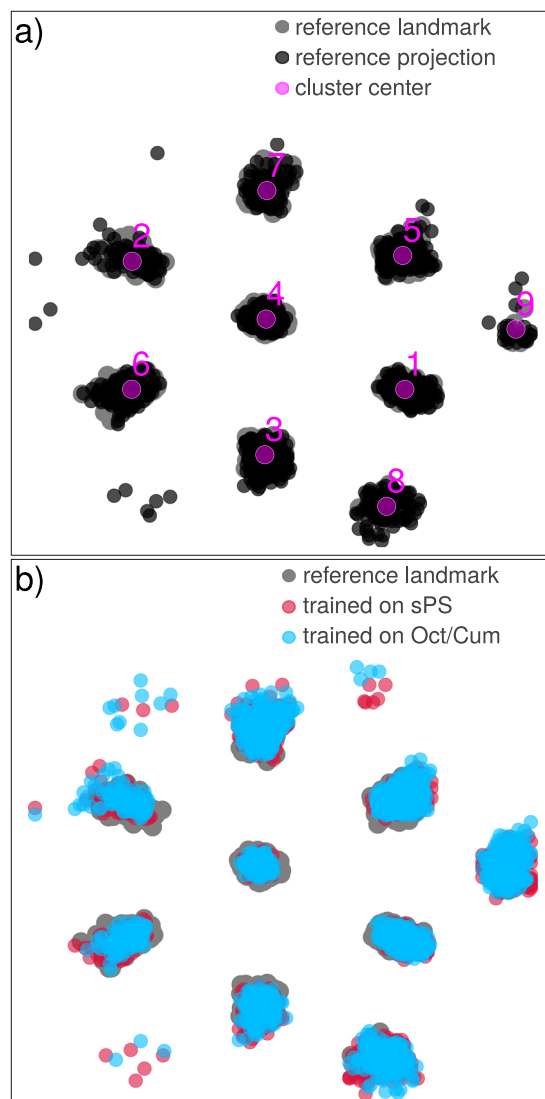 a)
reference landmark
reference projection
cluster center
7
2
5
4
9
6
1
3
8
b)
reference landmark
trained on sPS
trained on Oct/Cum